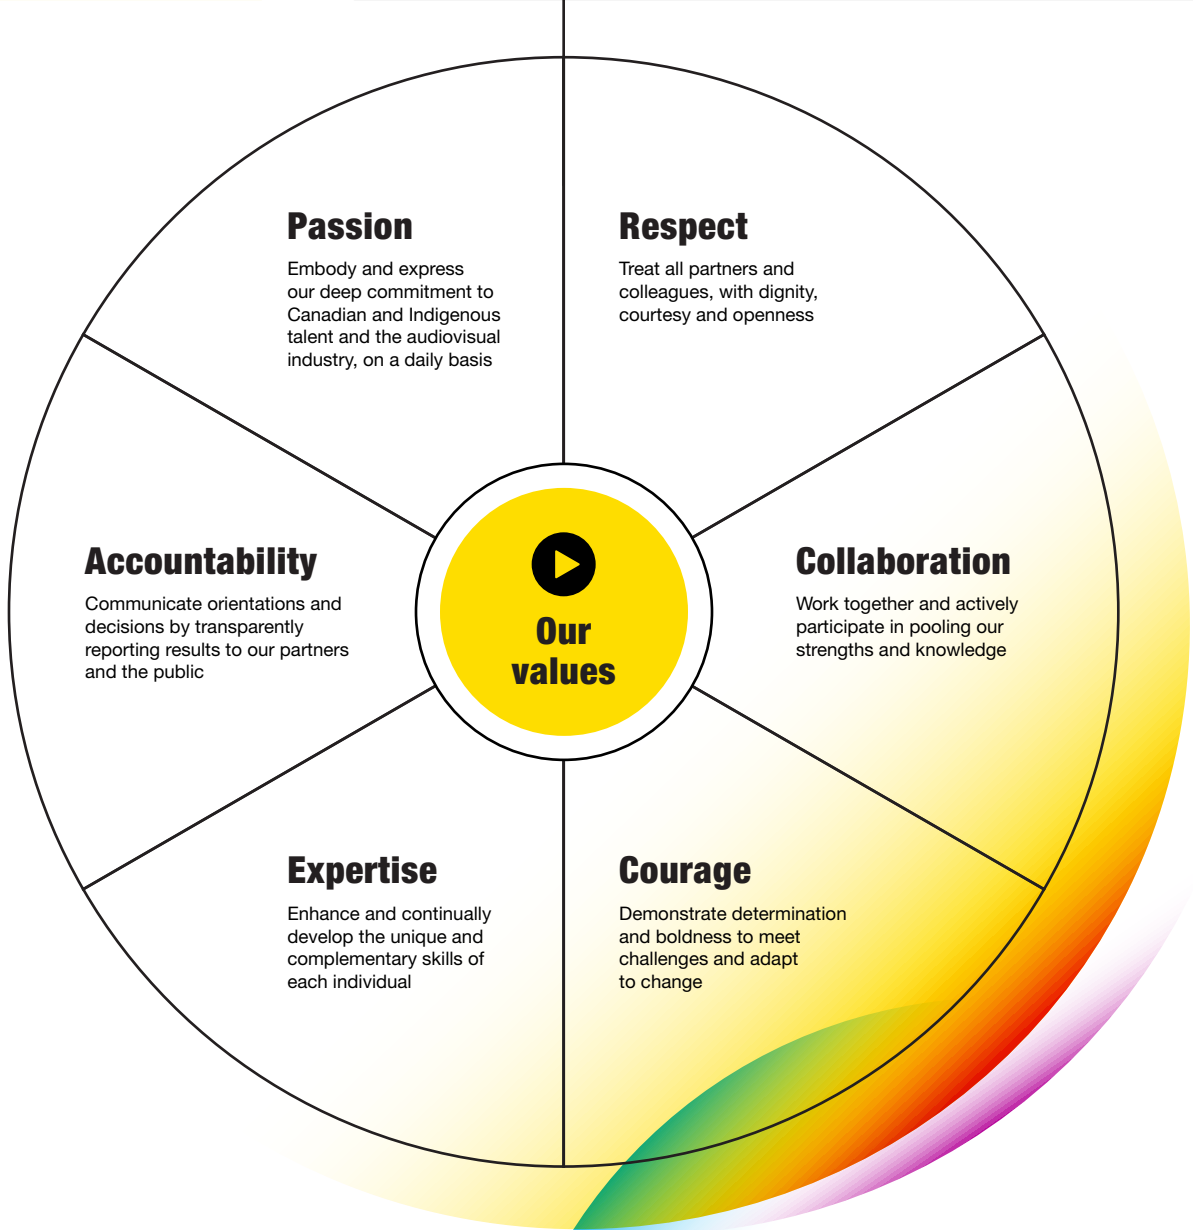 Passion
Embody and express
our deep commitment to
Canadian and Indigenous
talent and the audiovisual
industry, on a daily basis
Respect
Treat all partners and
colleagues, with dignity,
courtesy and openness
Accountability
Communicate orientations and
decisions by transparently
reporting results to our partners
and the public
Our
values
Collaboration
Work together and actively
participate in pooling our
strengths and knowledge
Expertise
Enhance and continually
develop the unique and
complementary skills of
each individual
Courage
Demonstrate determination
and boldness to meet
challenges and adapt
to change